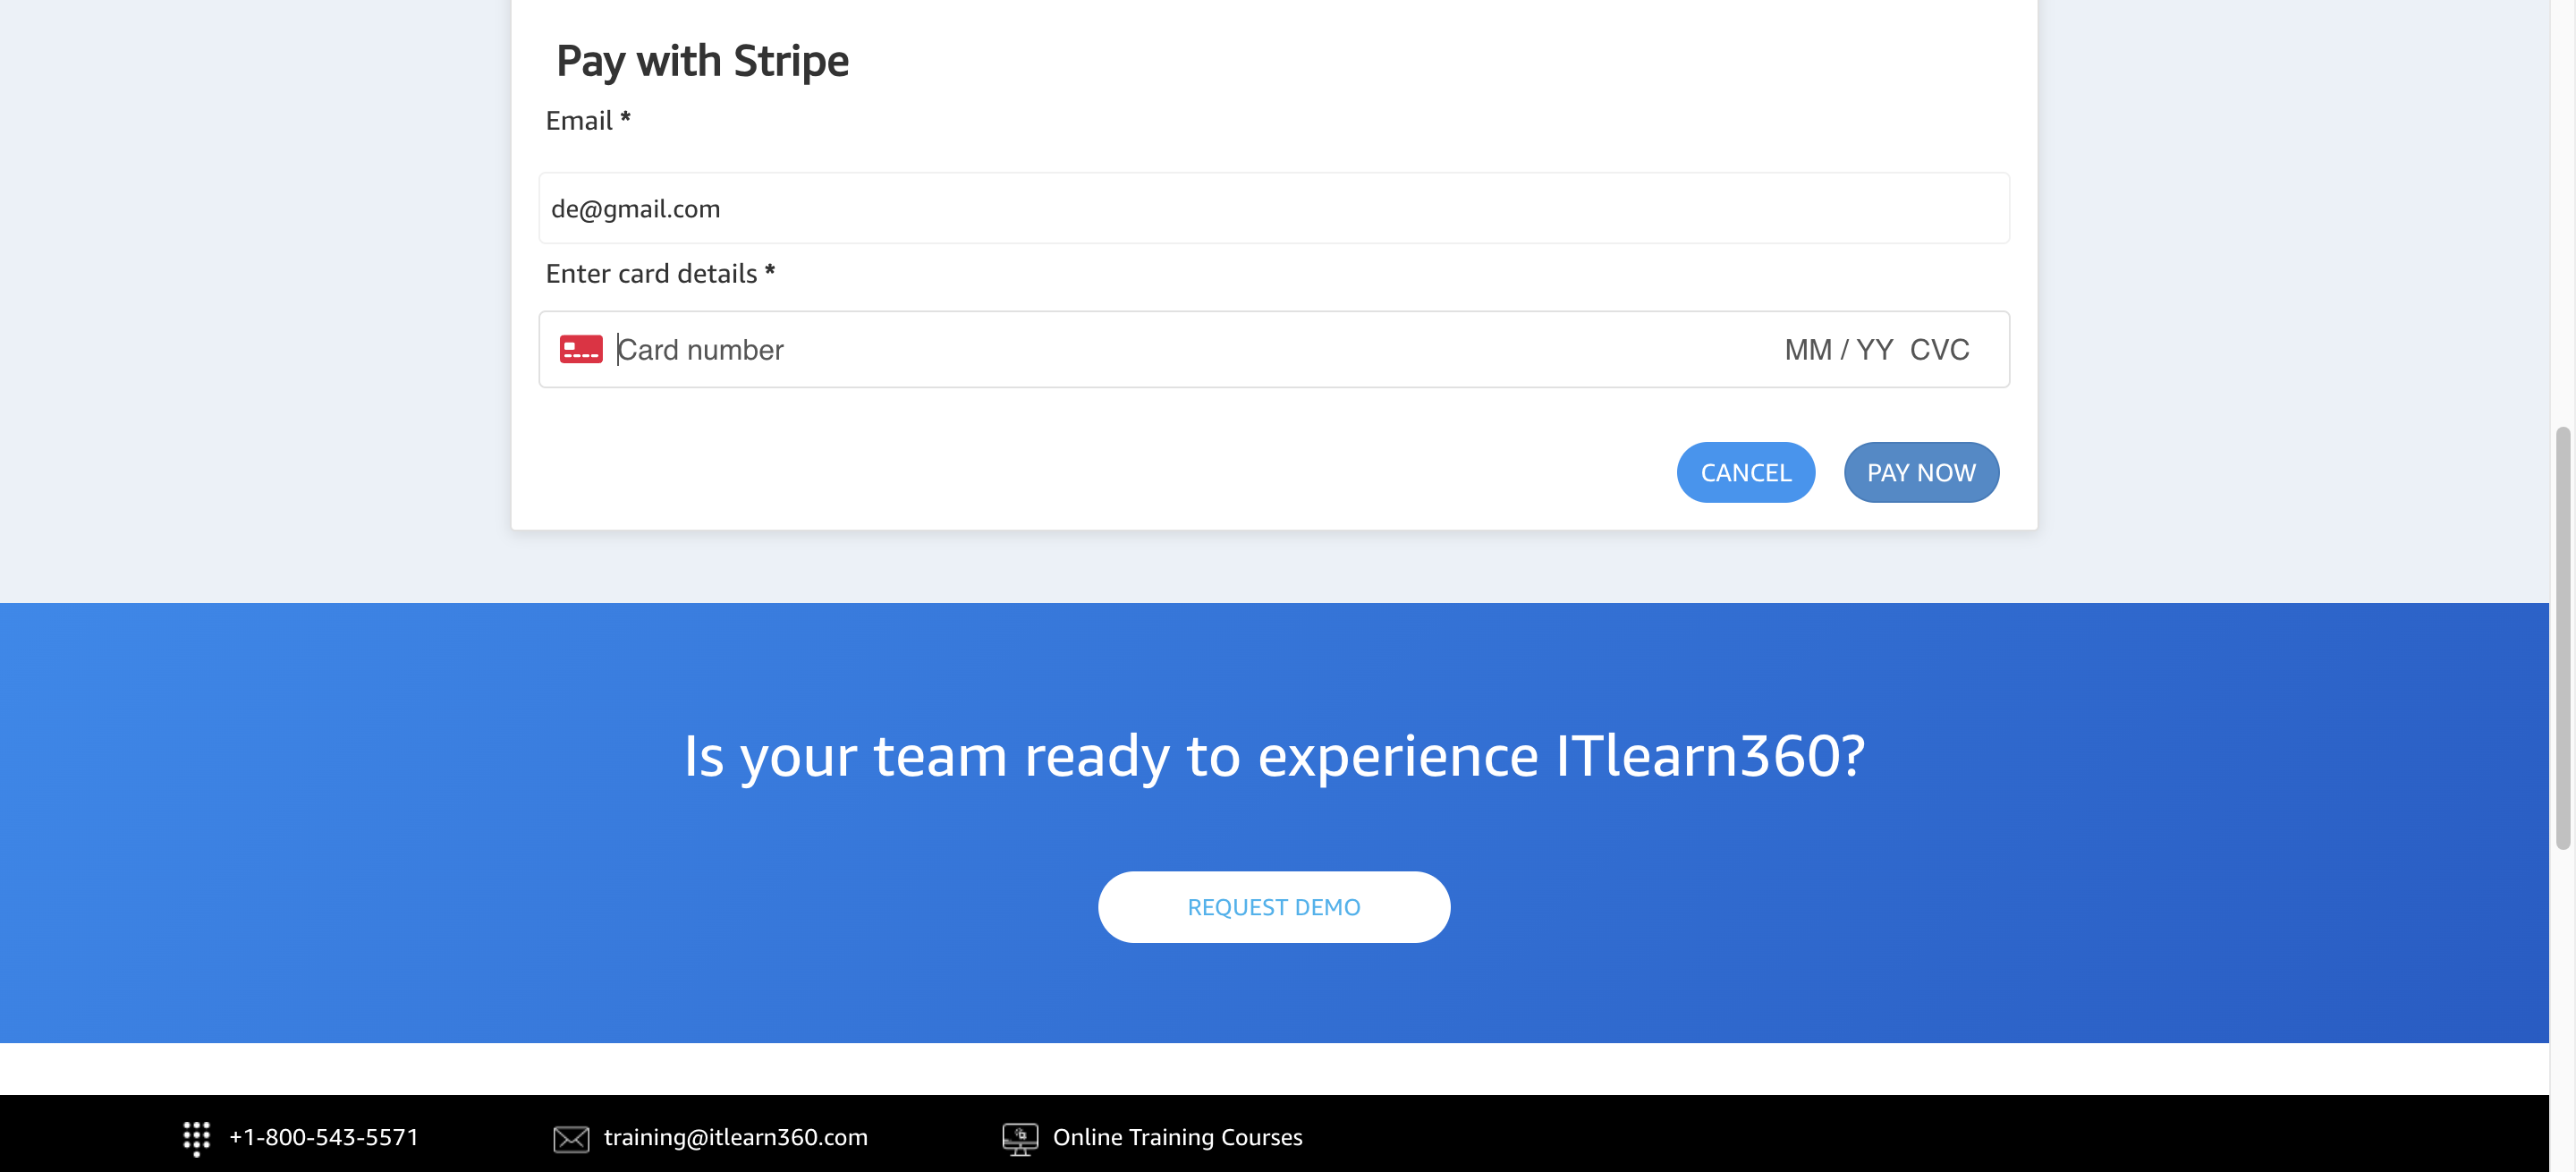 Pay with Stripe
Email *
de@gmail.com
Enter card details *
Card number MM / YY CVC
CANCEL PAY NOW
Is your team ready to experience ITlearn360?
REQUEST DEMO
+1-800-543-5571 training@itlearn360.com Online Training Courses